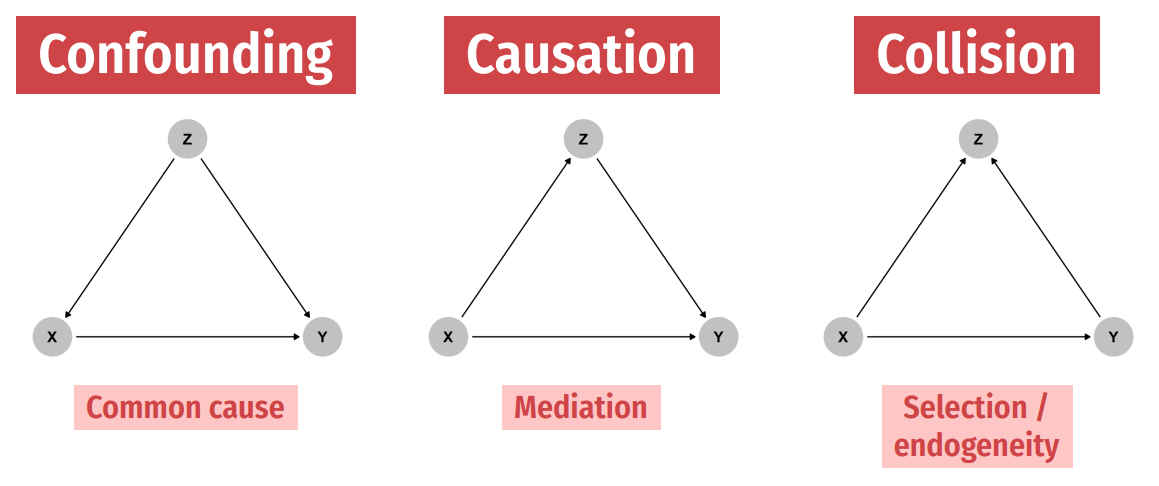 Confounding
Z
X
Y
Common cause
Causation
Z
X
Y
Mediation
Collision
Z
X
Y
Selection /
endogeneity